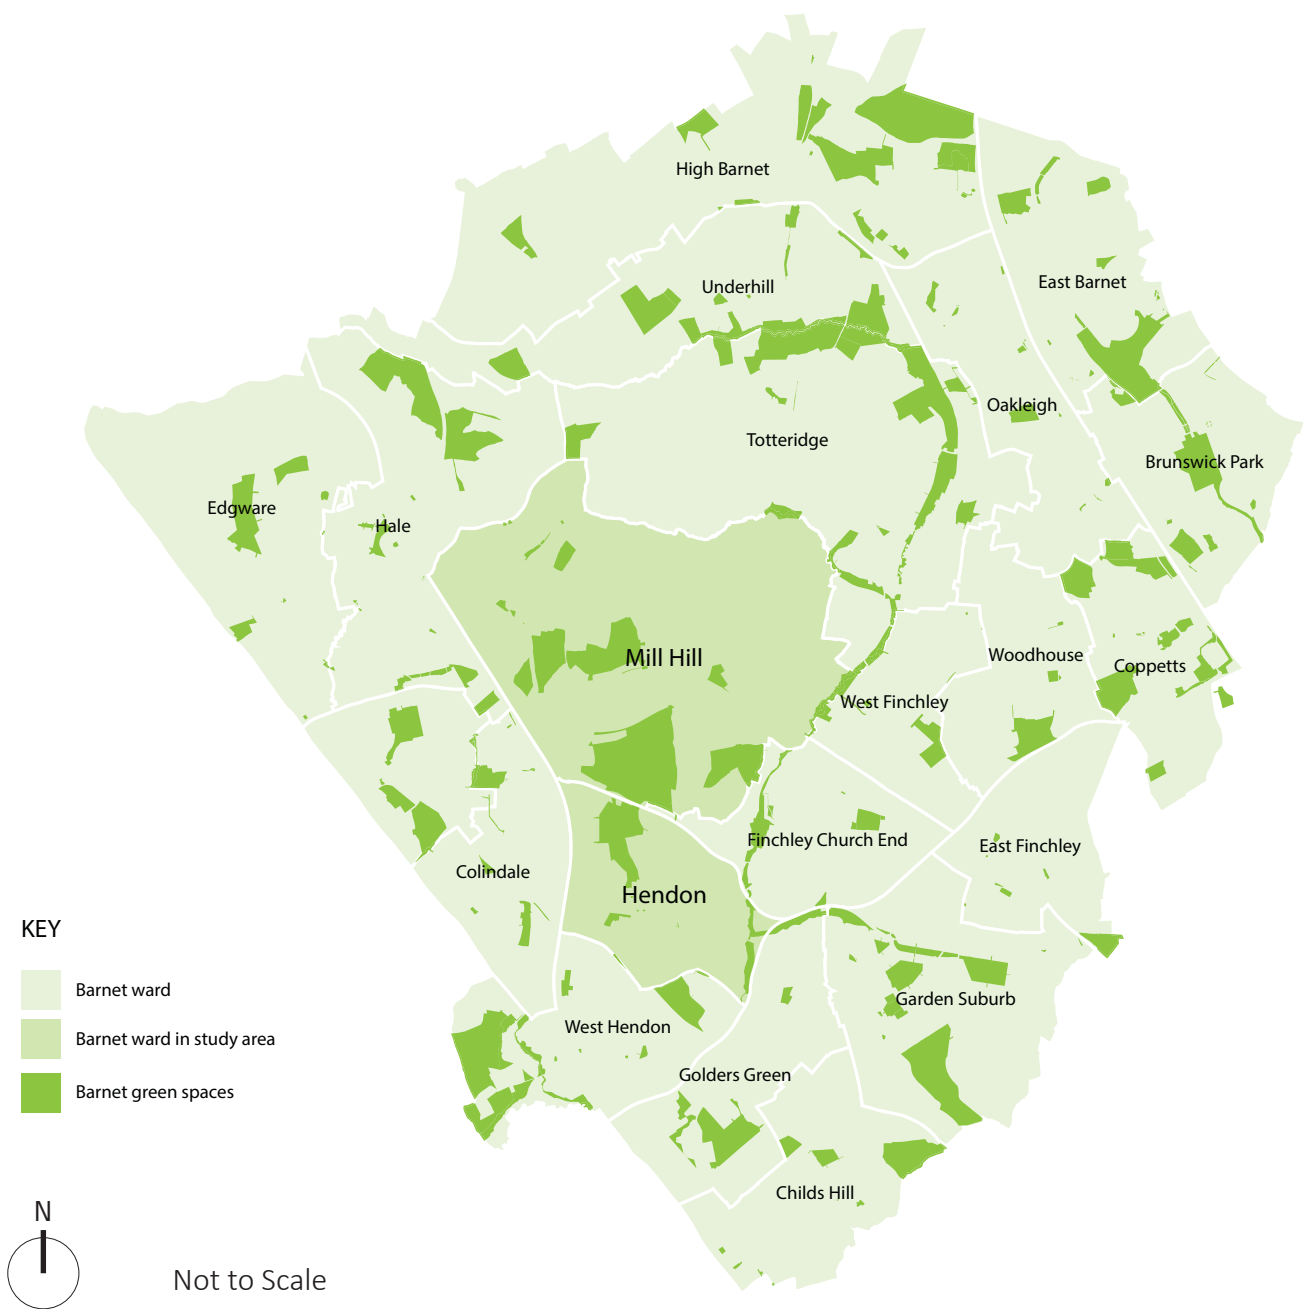 High Barnet
Underhill
East Barnet
Oakleigh
Totteridge
Brunswick Park
Edgware
Hale
Mill Hill
Woodhouse
Coppetts
West Finchley
Finchley Church End
East Finchley
Colindale
Hendon
Garden Suburb
West Hendon
Golders Green
Childs Hill
KEY
Barnet ward
Barnet ward in study area
Barnet green spaces
N
Not to Scale